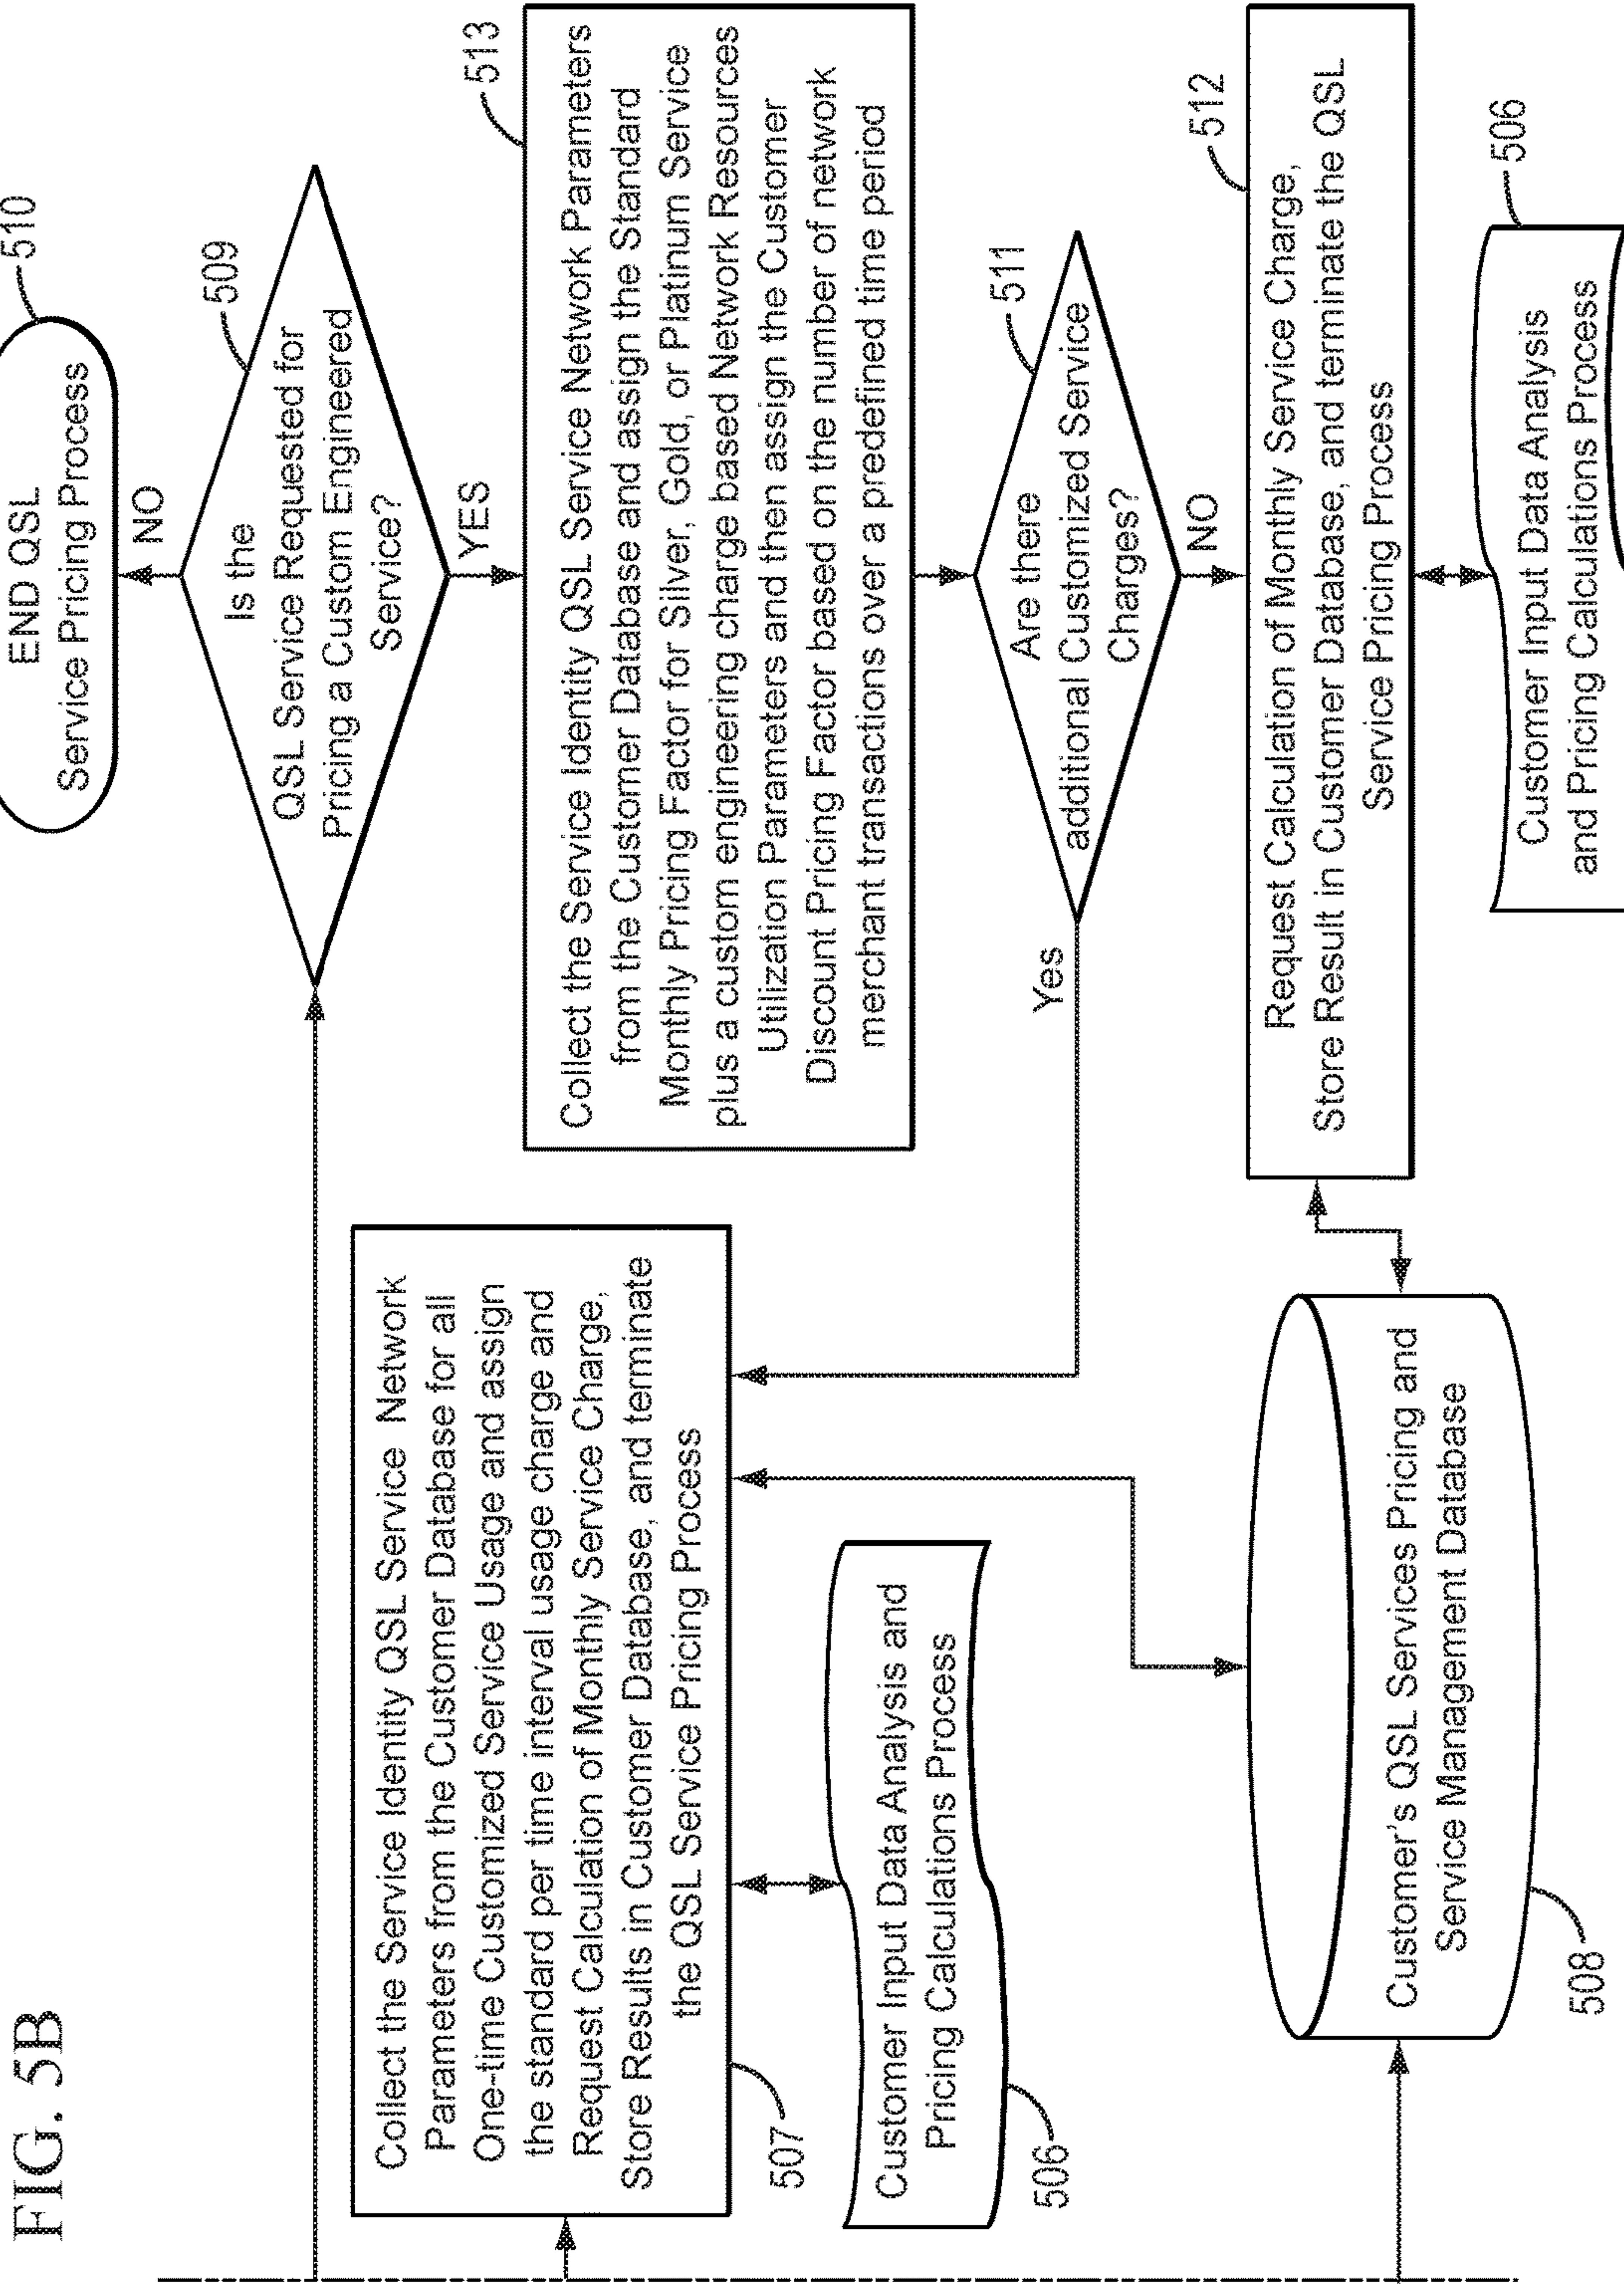 FIG. 5B
END QSL
Service Pricing Process
510
NO
Is the
QSL Service Requested for
Pricing a Custom Engineered
Service?
509
YES
Collect the Service Identity QSL Service Network Parameters
from the Customer Database and assign the Standard
Monthly Pricing Factor for Silver, Gold, or Platinum Service
plus a custom engineering charge based Network Resources
Utilization Parameters and then assign the Customer
Discount Pricing Factor based on the number of network
merchant transactions over a predefined time period
513
Collect the Service Identity QSL Service Network
Parameters from the Customer Database for all
One-time Customized Service Usage and assign
the standard per time interval usage charge and
Request Calculation of Monthly Service Charge,
Store Results in Customer Database, and terminate
the QSL Service Pricing Process
507
Are there
additional Customized Service
Charges?
511
Yes
NO
Customer Input Data Analysis and
Pricing Calculations Process
506
Request Calculation of Monthly Service Charge,
Store Result in Customer Database, and terminate the QSL
Service Pricing Process
512
Customer's QSL Services Pricing and
Service Management Database
508
Customer Input Data Analysis
and Pricing Calculations Process
506